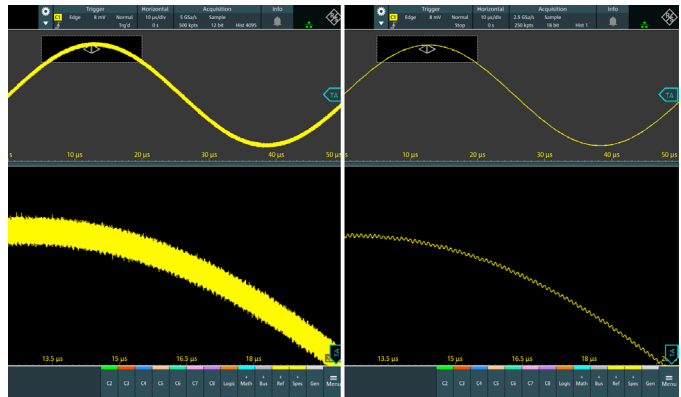 Trigger Horizontal Acquisition Info
C1 Edge 8 mV Normal 10 µs/div 5 GSa/s Sample
Trig'd 0 s 500 kpts 12 bit Hist 4095
TA
s 10 µs 20 µs 30 µs 40 µs 50 µs
13.5 µs 15 µs 16.5 µs 18 µs
TA
C2 C3 C4 C5 C6 C7 C8 Logic Math Bus Ref Spec Gen Menu
Trigger Horizontal Acquisition Info
C1 Edge 8 mV Normal 10 µs/div 2.5 GSa/s Sample
Stop 0 s 250 kpts 18 bit Hist 1
TA
10 µs 20 µs 30 µs 40 µs 50 µs
13.5 µs 15 µs 16.5 µs 18 µs
TA
C2 C3 C4 C5 C6 C7 C8 Logic Math Bus Ref Spec Gen Menu